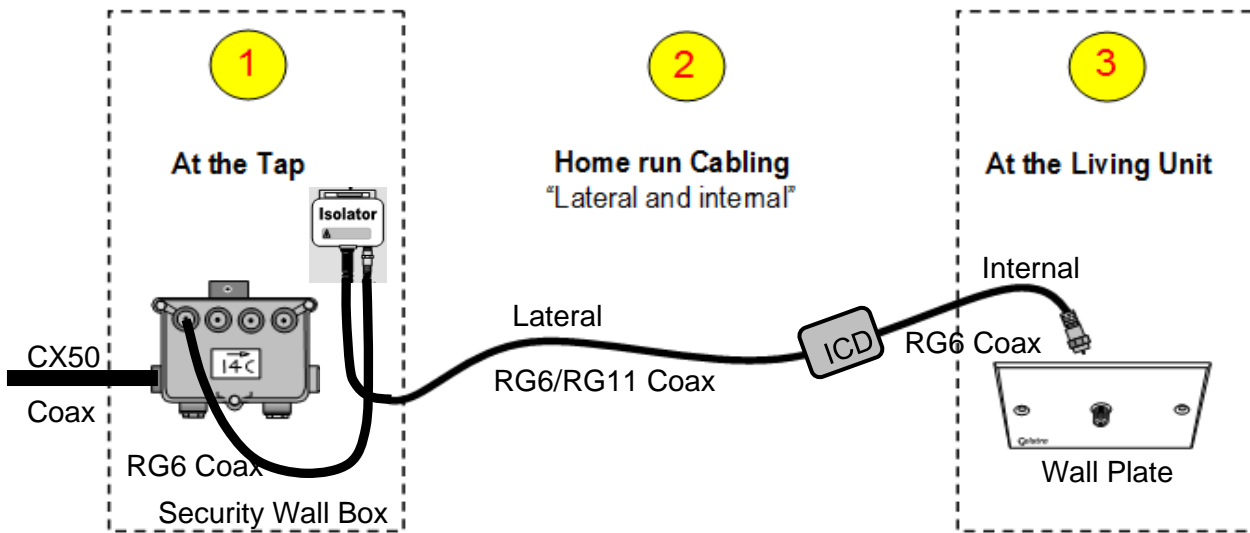 1
At the Tap
Isolator
CX50
Coax
14C
RG6 Coax
Security Wall Box
2
Home run Cabling
“Lateral and internal”
Lateral
RG6/RG11 Coax
ICD
3
At the Living Unit
Internal
RG6 Coax
Wall Plate